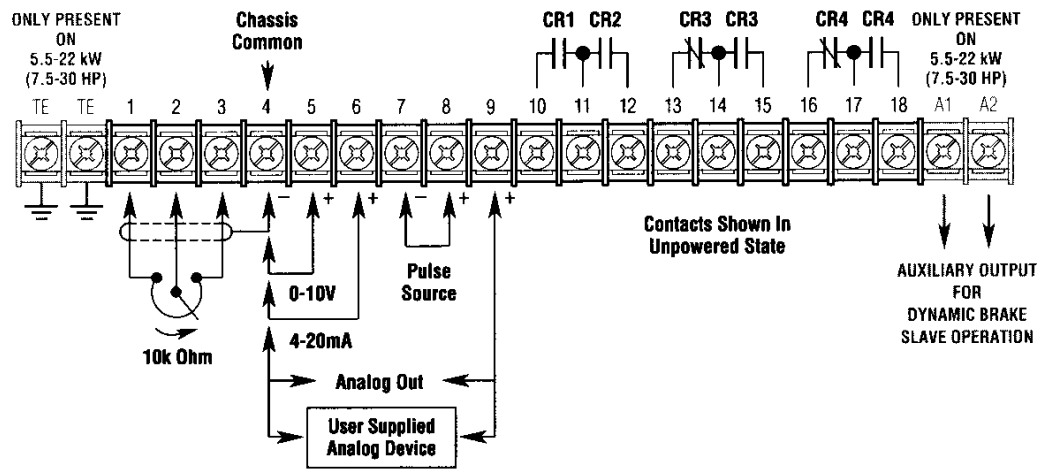 ONLY PRESENT
ON
5.5-22 kW
(7.5-30 HP)
Chassis
Common
CR1 CR2
CR3 CR3
CR4 CR4
ONLY PRESENT
ON
5.5-22 kW
(7.5-30 HP)
TE TE 1 2 3 4 5 6 7 8 9 10 11 12 13 14 15 16 17 18 A1 A2
− + + − + +
Contacts Shown In
Unpowered State
Pulse
Source
0-10V
4-20mA
10k Ohm
Analog Out
User Supplied
Analog Device
AUXILIARY OUTPUT
FOR
DYNAMIC BRAKE
SLAVE OPERATION